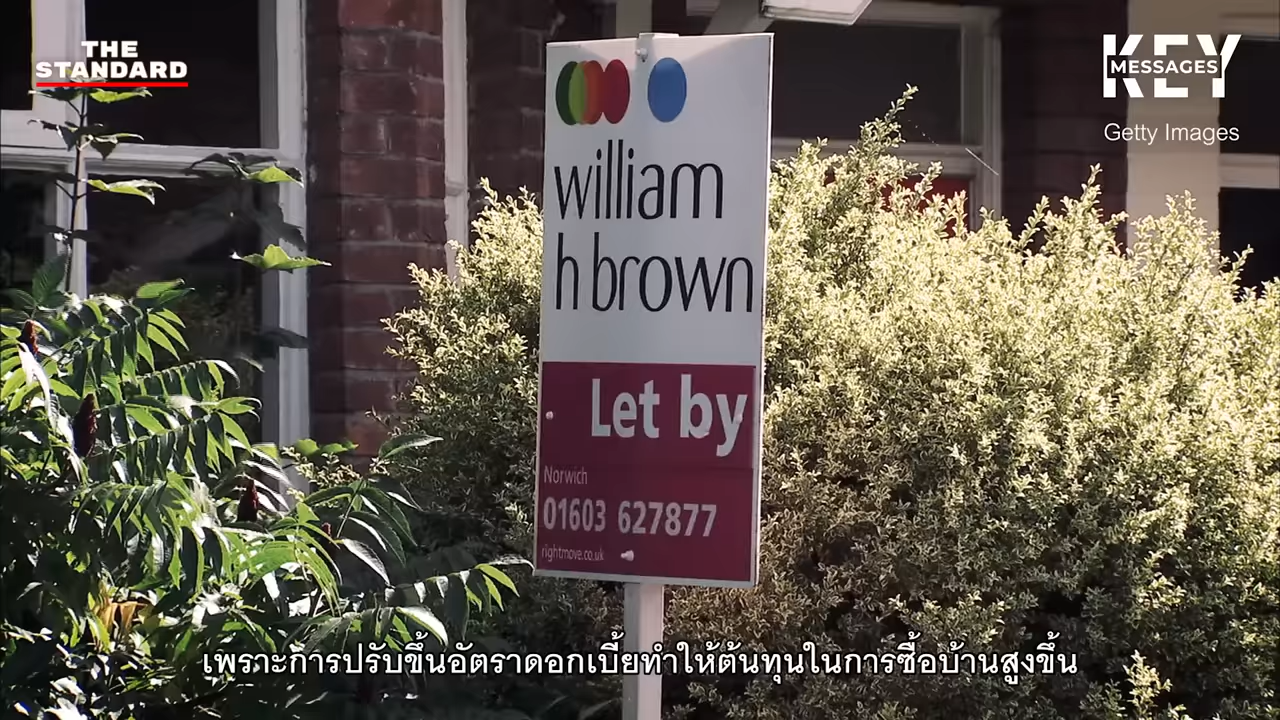 THE
STANDARD
KEY
MESSAGES
Getty Images
william
h brown
Let by
Norwich
01603 627877
rightmove.co.uk
เพราะการปรับขึ้นอัตราดอกเบี้ยทำให้ต้นทุนในการซื้อบ้านสูงขึ้น